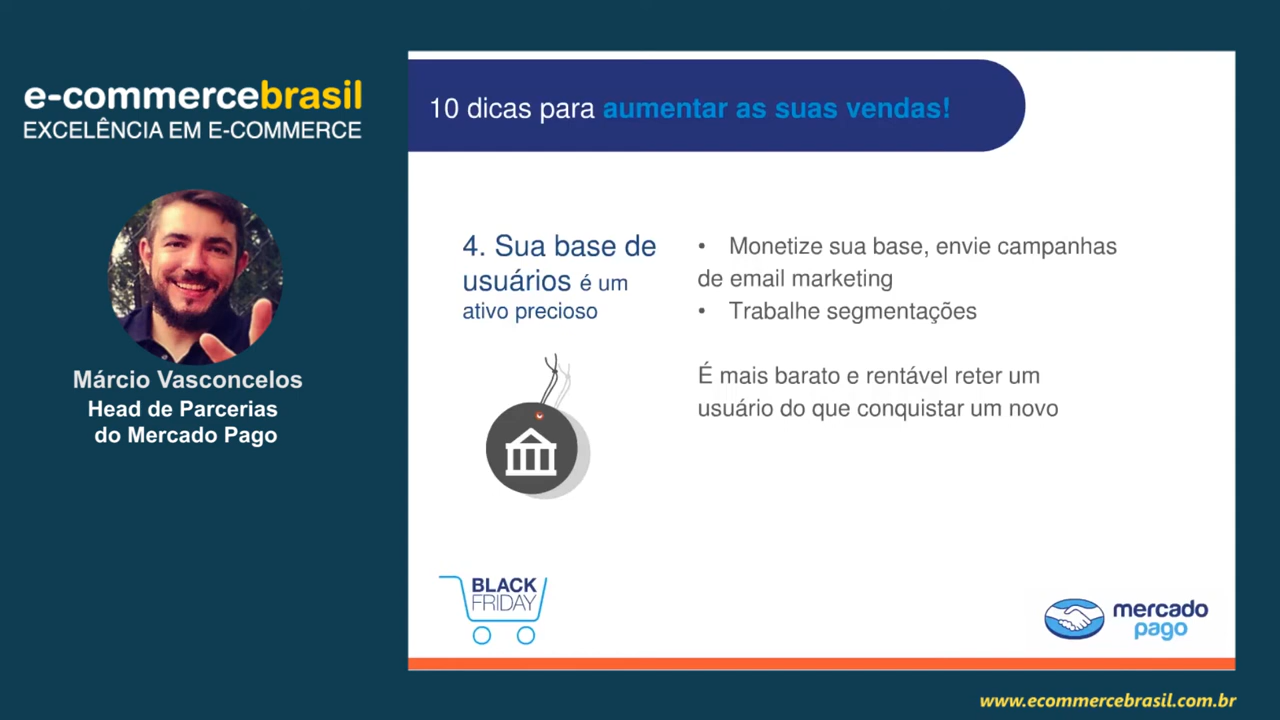 e-commercebrasil
EXCELÊNCIA EM E-COMMERCE
Márcio Vasconcelos
Head de Parcerias
do Mercado Pago
10 dicas para aumentar as suas vendas!
4. Sua base de
usuários é um
ativo precioso
• Monetize sua base, envie campanhas
de email marketing
• Trabalhe segmentações
É mais barato e rentável reter um
usuário do que conquistar um novo
BLACK
FRIDAY
mercado
pago
www.ecommercebrasil.com.br